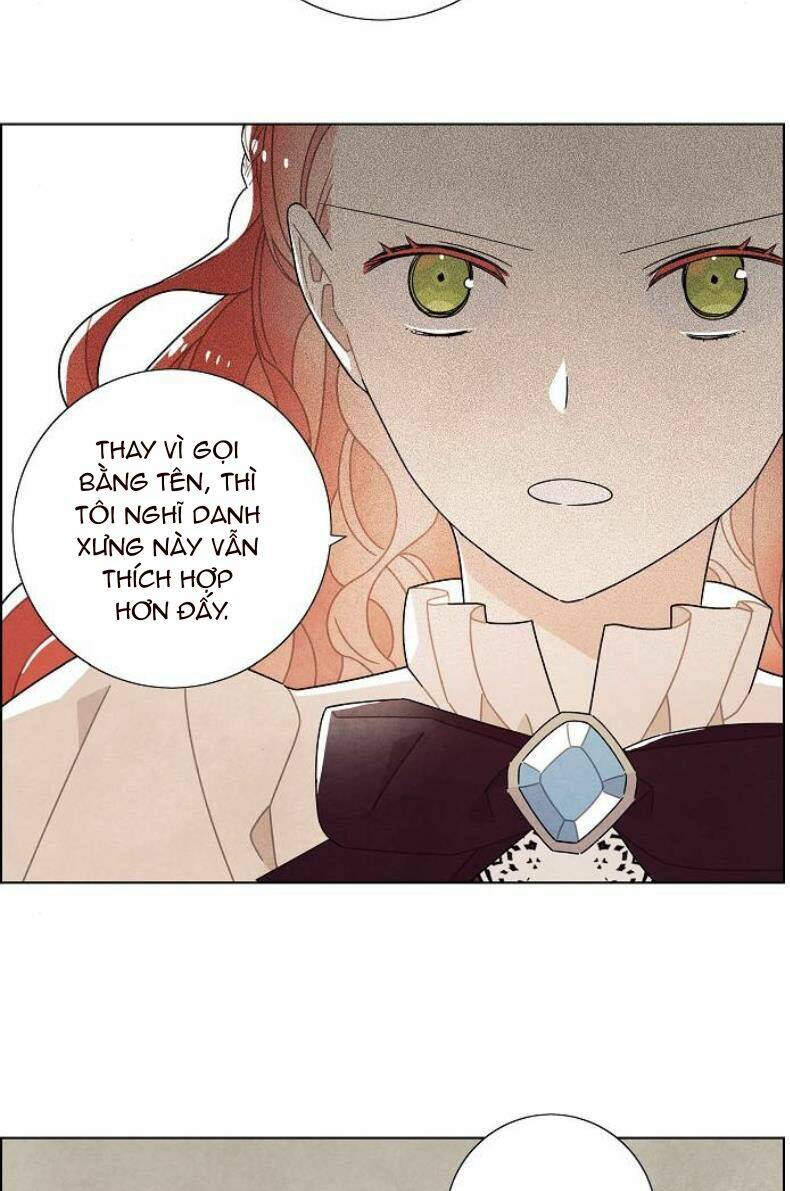 THAY VÌ GỌI
BẰNG TÊN, THÌ
TÔI NGHĨ DANH
XƯNG NÀY VẪN
THÍCH HỢP
HƠN ĐẤY.